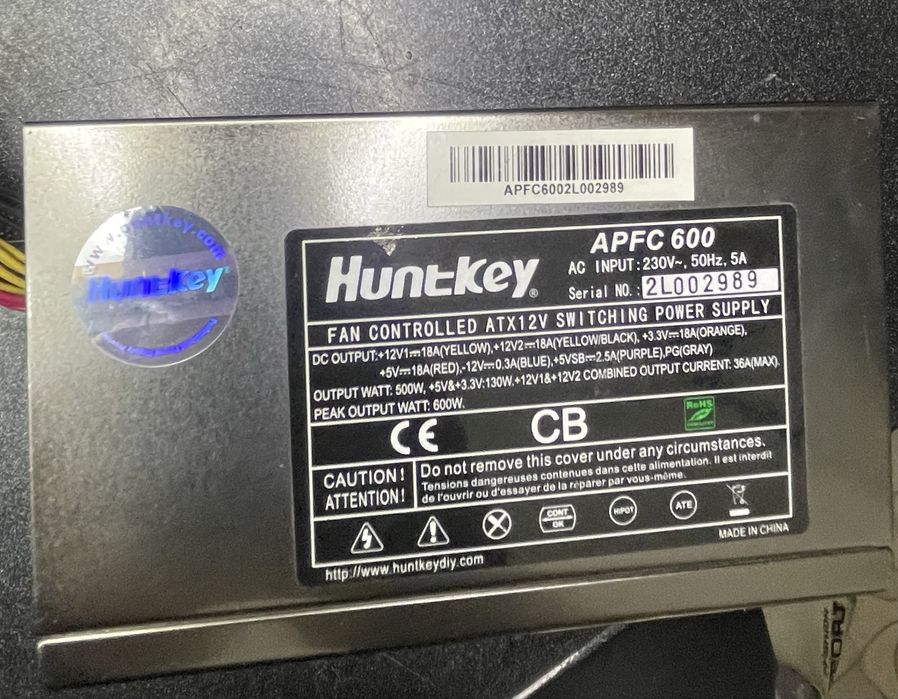 APFC6002L002989
www.huntkey.com
Huntkey
Huntkey®
APFC 600
AC INPUT:230V~, 50Hz, 5A
Serial NO.: 2L002989
FAN CONTROLLED ATX12V SWITCHING POWER SUPPLY
DC OUTPUT:+12V1⎓18A(YELLOW),+12V2⎓18A(YELLOW/BLACK), +3.3V⎓18A(ORANGE),
+5V⎓18A(RED),-12V⎓0.3A(BLUE),+5VSB⎓2.5A(PURPLE),PG(GRAY)
OUTPUT WATT: 500W, +5V&+3.3V:130W.+12V1&+12V2 COMBINED OUTPUT CURRENT: 36A(MAX).
PEAK OUTPUT WATT: 600W.
CE CB RoHS
CAUTION!
ATTENTION!
Do not remove this cover under any circumstances.
Tensions dangereuses contenues dans cette alimentation. Il est interdit
de l'ouvrir ou d'essayer de la réparer par vous-même.
CONT
OK
HIPOT
ATE
MADE IN CHINA
http://www.huntkeydiy.com